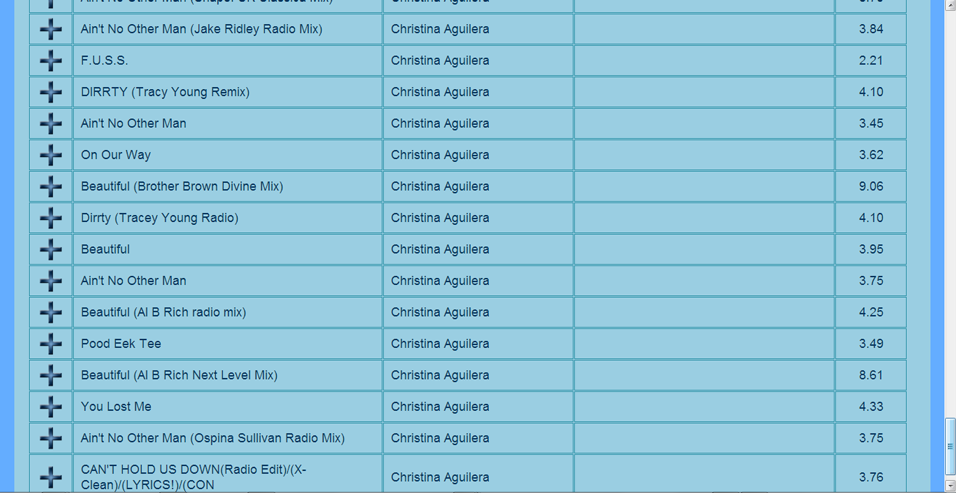 Ain't No Other Man (Jake Ridley Radio Mix) Christina Aguilera 3.84
F.U.S.S. Christina Aguilera 2.21
DIRRTY (Tracy Young Remix) Christina Aguilera 4.10
Ain't No Other Man Christina Aguilera 3.45
On Our Way Christina Aguilera 3.62
Beautiful (Brother Brown Divine Mix) Christina Aguilera 9.06
Dirrty (Tracey Young Radio) Christina Aguilera 4.10
Beautiful Christina Aguilera 3.95
Ain't No Other Man Christina Aguilera 3.75
Beautiful (Al B Rich radio mix) Christina Aguilera 4.25
Pood Eek Tee Christina Aguilera 3.49
Beautiful (Al B Rich Next Level Mix) Christina Aguilera 8.61
You Lost Me Christina Aguilera 4.33
Ain't No Other Man (Ospina Sullivan Radio Mix) Christina Aguilera 3.75
CAN'T HOLD US DOWN(Radio Edit)/(X-
Clean)/(LYRICS!)/(CON Christina Aguilera 3.76